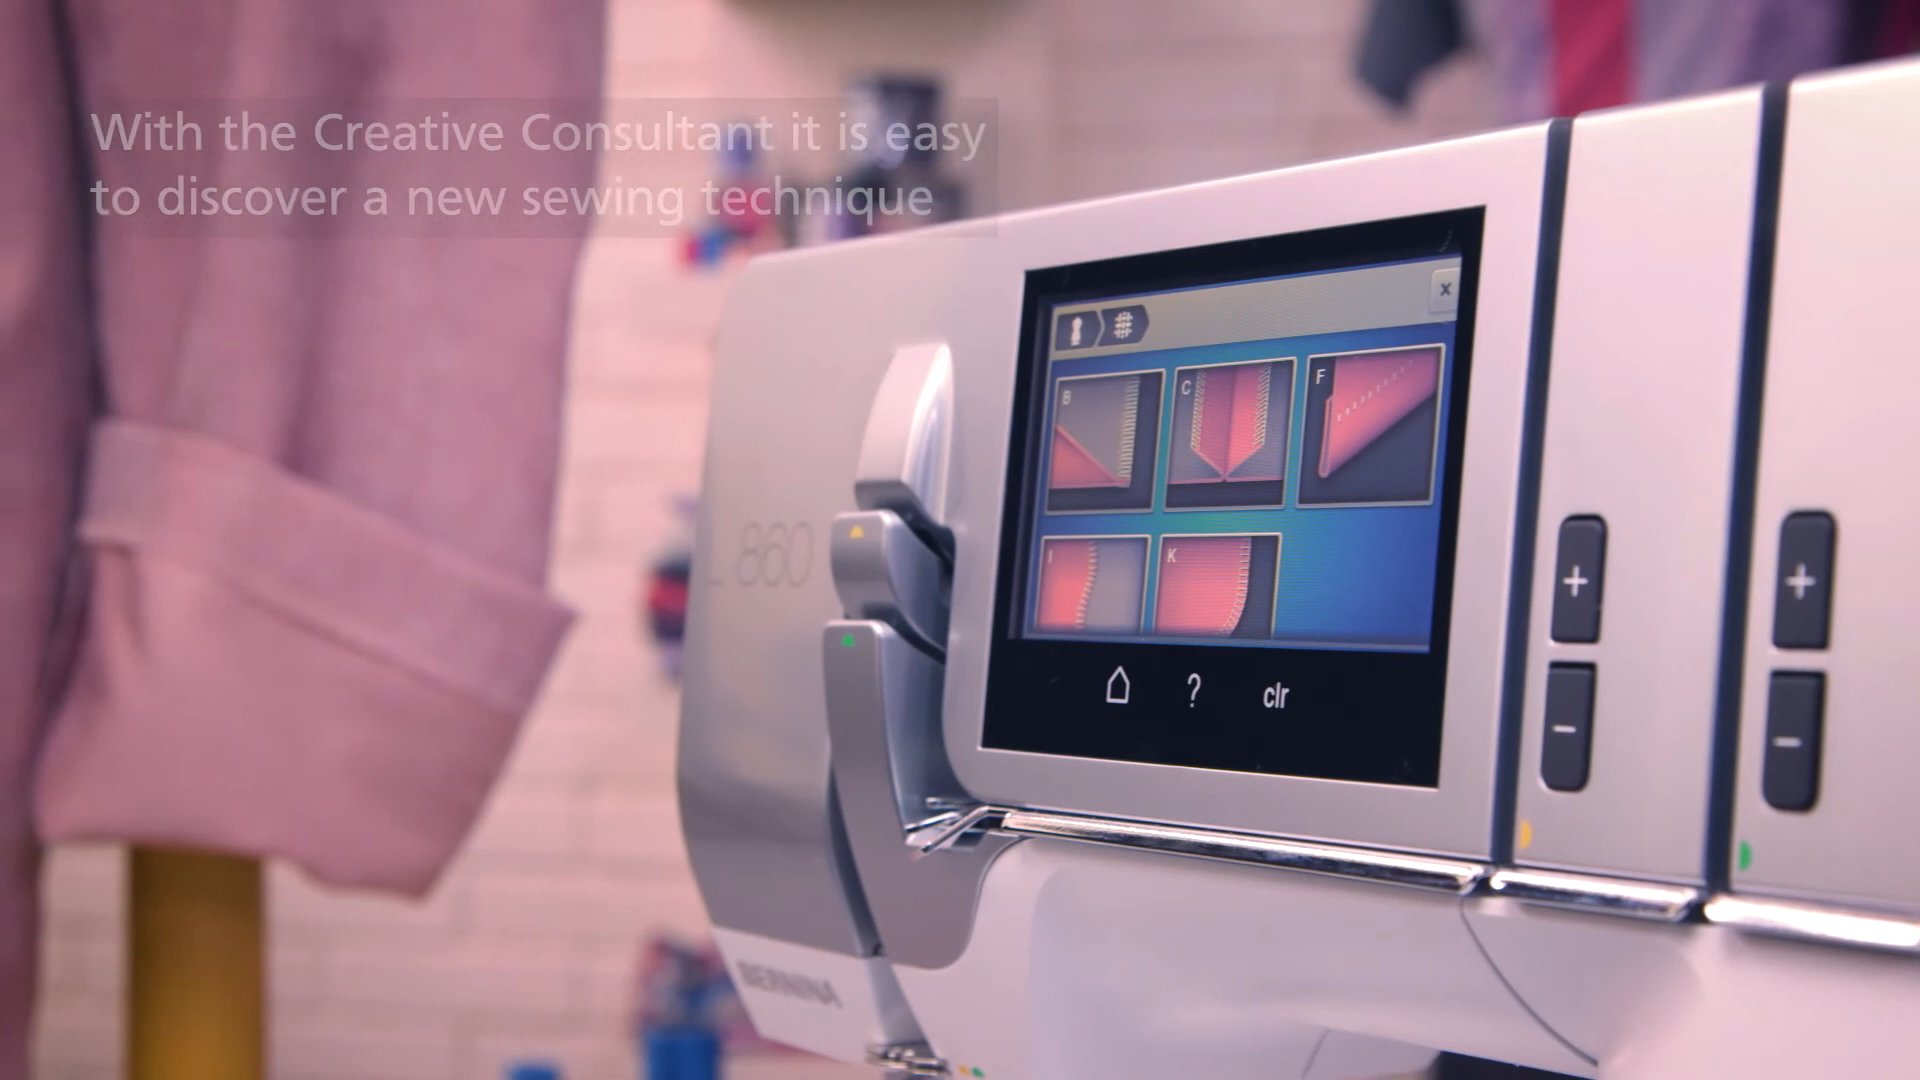 With the Creative Consultant it is easy
to discover a new sewing technique
x
B
C
F
I
K
L 860
? clr
+ +
- -
BERNINA